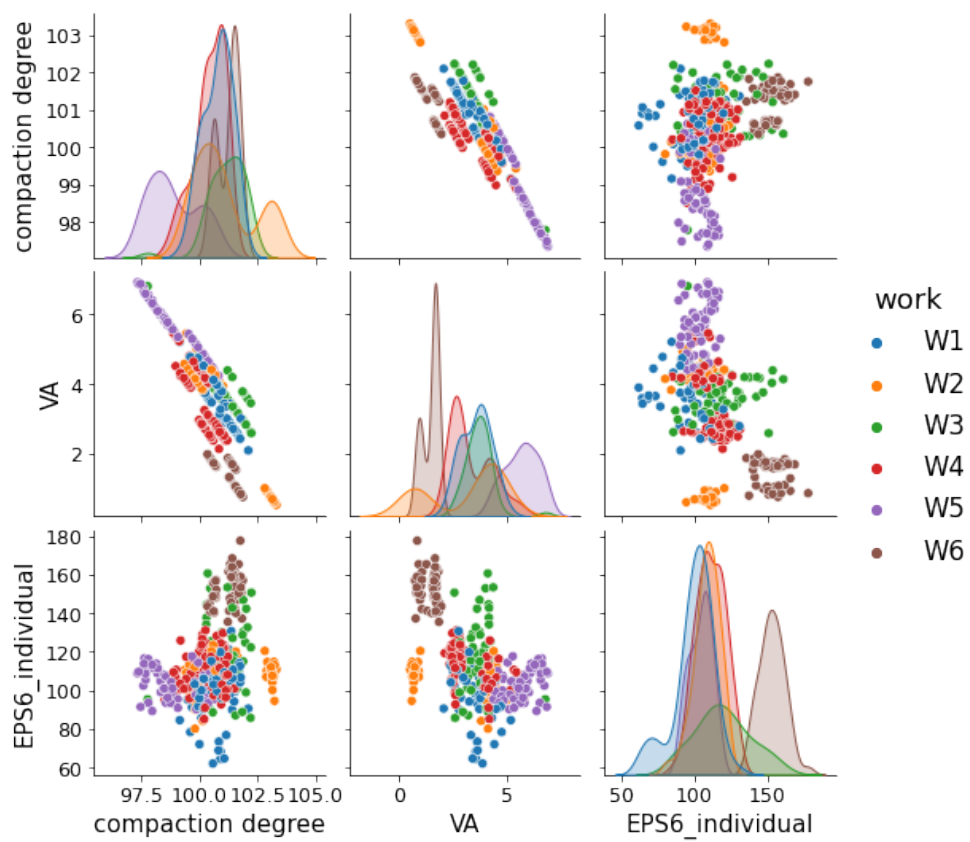 compaction degree
103
102
101
100
99
98
VA
6
4
2
EPS6_individual
180
160
140
120
100
80
60
97.5 100.0 102.5 105.0
compaction degree
0 5
VA
50 100 150
EPS6_individual
work
W1
W2
W3
W4
W5
W6